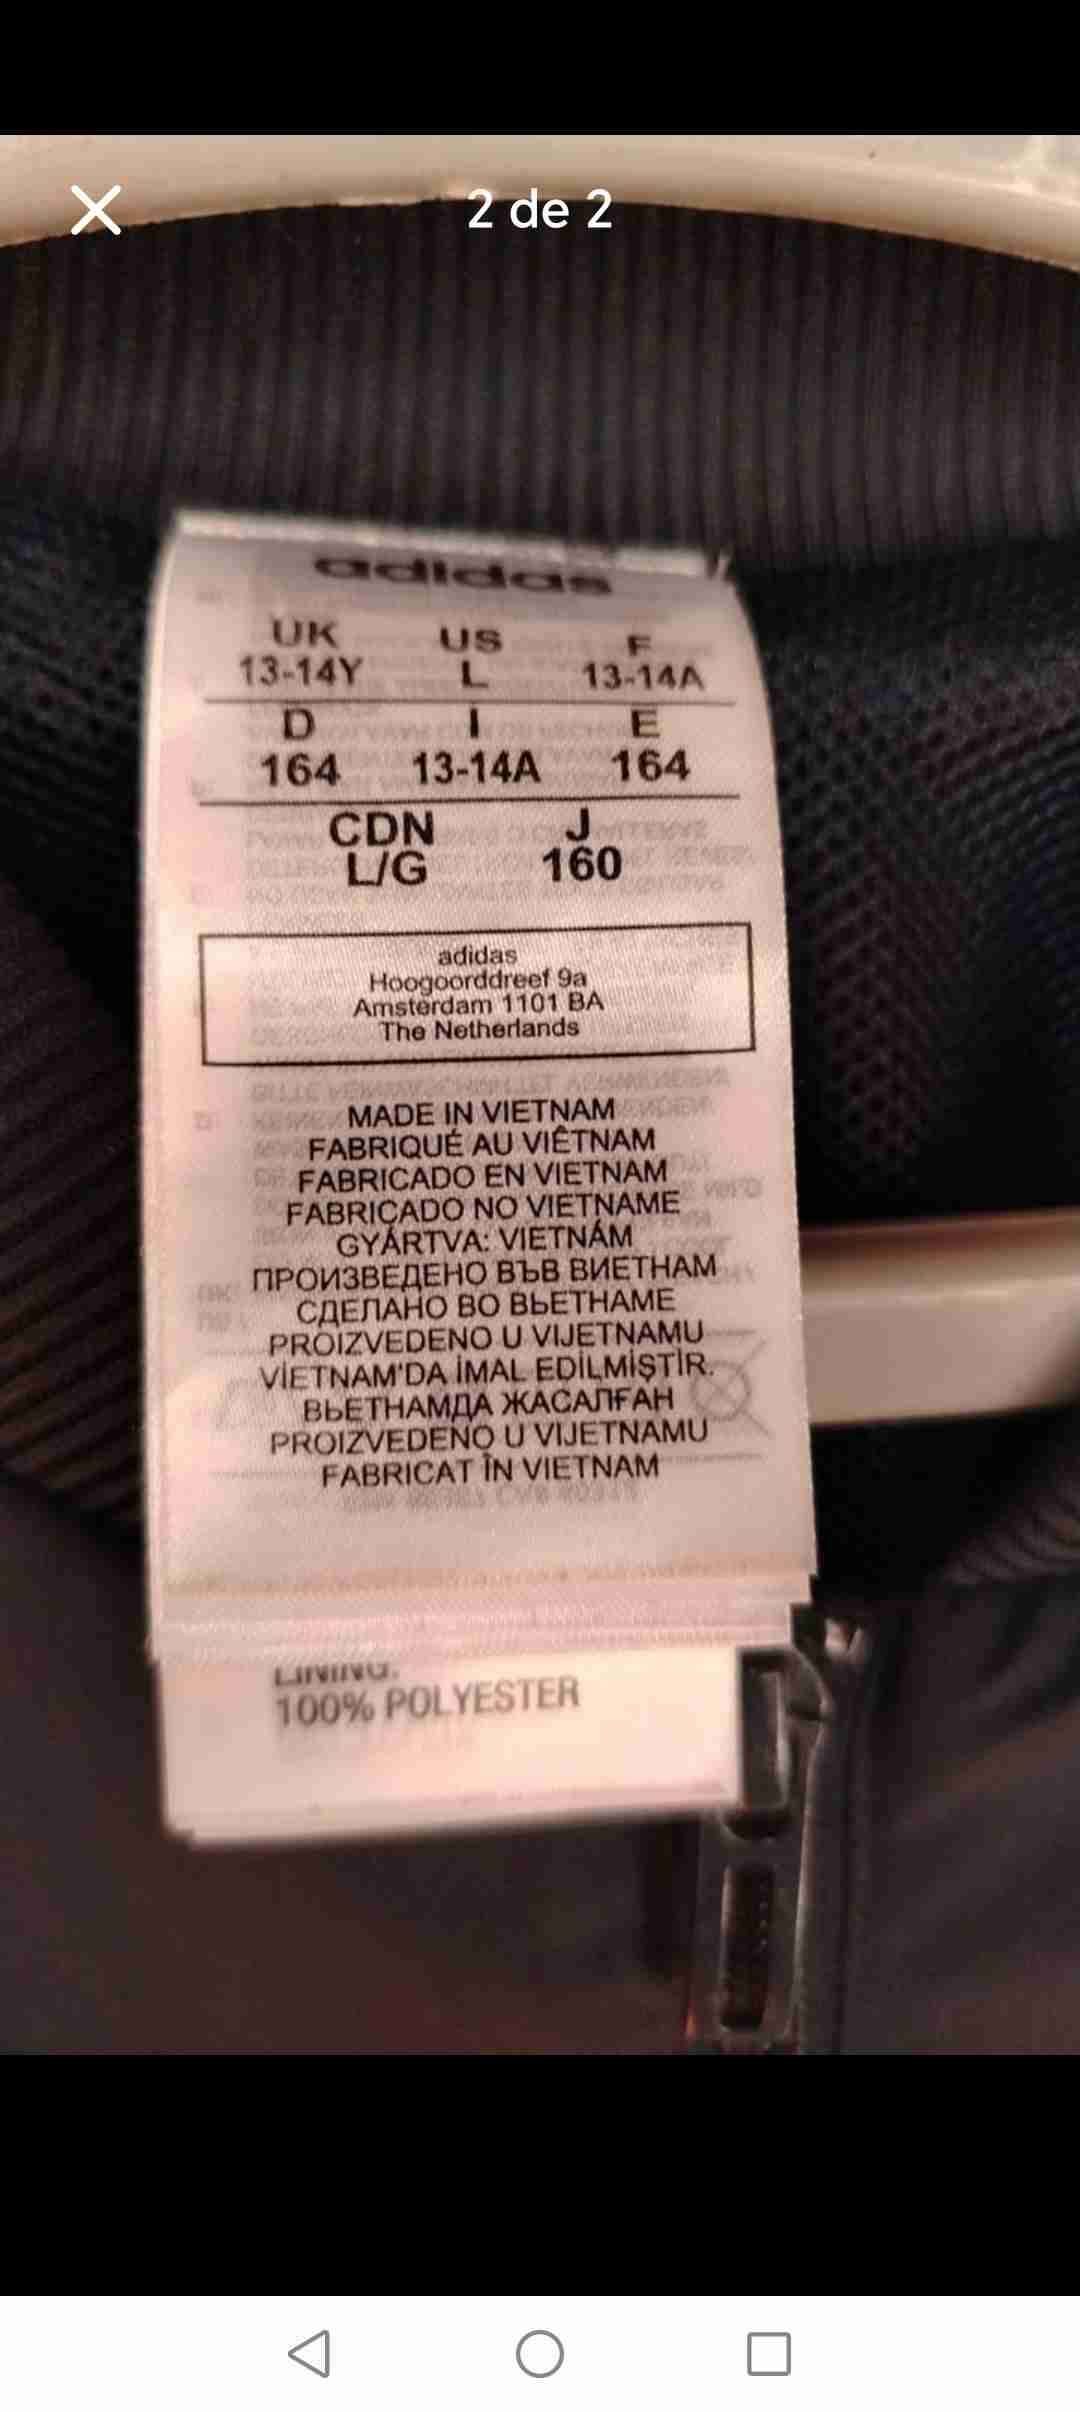 2 de 2
adidas
UK US F
13-14Y L 13-14A
D I E
164 13-14A 164
CDN J
L/G 160
adidas
Hoogoorddreef 9a
Amsterdam 1101 BA
The Netherlands
MADE IN VIETNAM
FABRIQUÉ AU VIÊTNAM
FABRICADO EN VIETNAM
FABRICADO NO VIETNAME
GYÁRTVA: VIETNÁM
ПРОИЗВЕДЕНО ВЪВ ВИЕТНАМ
СДЕЛАНО ВО ВЬЕТНАМЕ
PROIZVEDENO U VIJETNAMU
VİETNAM'DA İMAL EDİLMİŞTİR.
ВЬЕТНАМДА ЖАСАЛҒАН
PROIZVEDENO U VIJETNAMU
FABRICAT ÎN VIETNAM
LINING:
100% POLYESTER